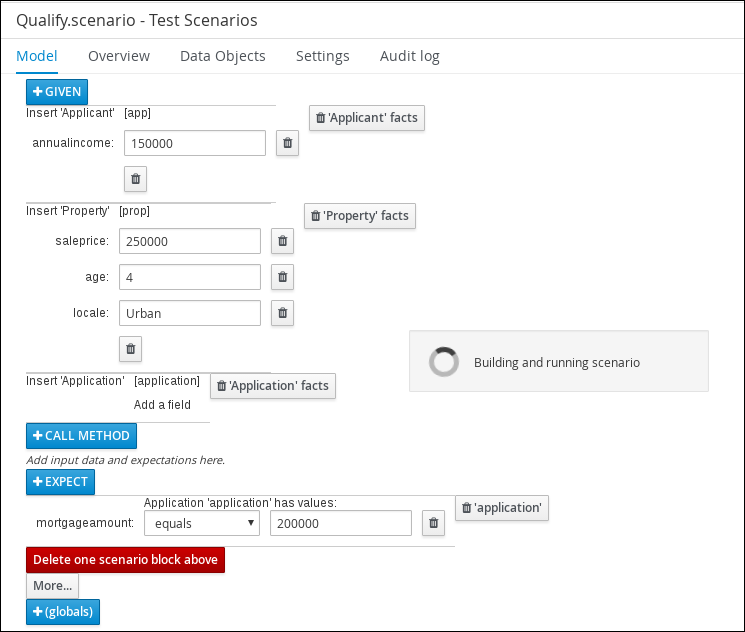 Qualify.scenario - Test Scenarios
Model Overview Data Objects Settings Audit log
GIVEN
Insert 'Applicant' [app] 'Applicant' facts
annualincome: 150000
Insert 'Property' [prop] 'Property' facts
saleprice: 250000
age: 4
locale: Urban
Building and running scenario
Insert 'Application' [application] 'Application' facts
Add a field
CALL METHOD
Add input data and expectations here.
EXPECT
Application 'application' has values: 'application'
mortgageamount: equals 200000
Delete one scenario block above
More...
(globals)